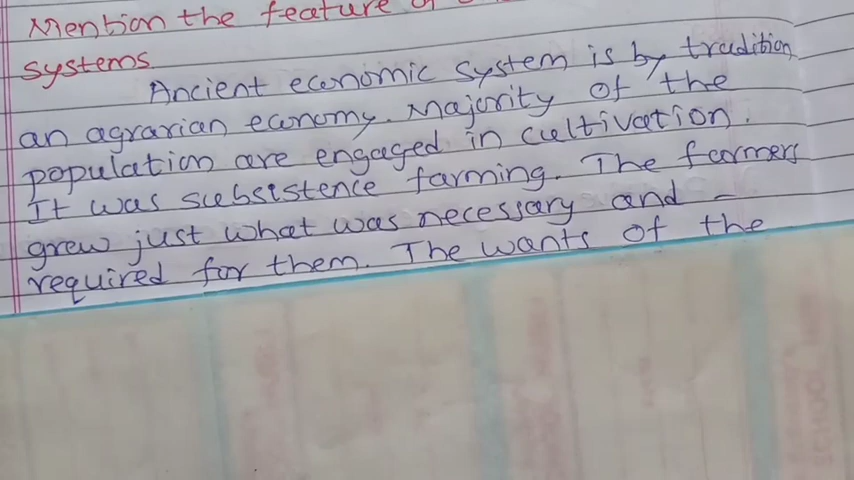 Mention the feature of
systems
Ancient economic system is by tradition
an agrarian economy. Majority of the
population are engaged in cultivation.
It was subsistence farming. The farmers
grew just what was necessary and -
required for them. The wants of the